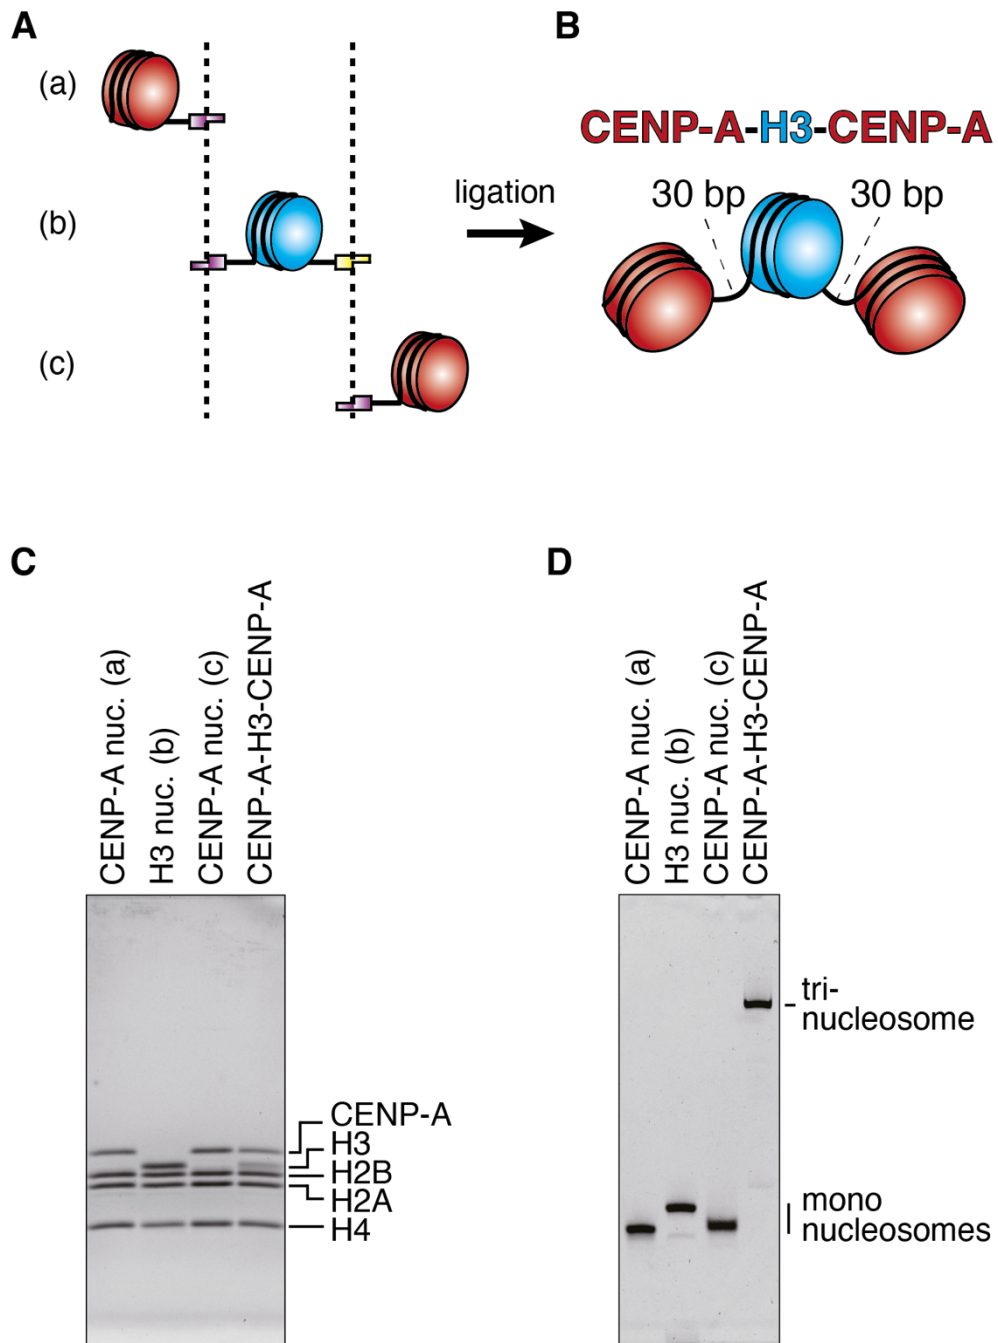 A
(a)
(b)
(c)
ligation
B
CENP-A-H3-CENP-A
30 bp
30 bp
C
CENP-A nuc. (a)
H3 nuc. (b)
CENP-A nuc. (c)
CENP-A-H3-CENP-A
CENP-A
H3
H2B
H2A
H4
D
CENP-A nuc. (a)
H3 nuc. (b)
CENP-A nuc. (c)
CENP-A-H3-CENP-A
tri-
nucleosome
mono
nucleosomes